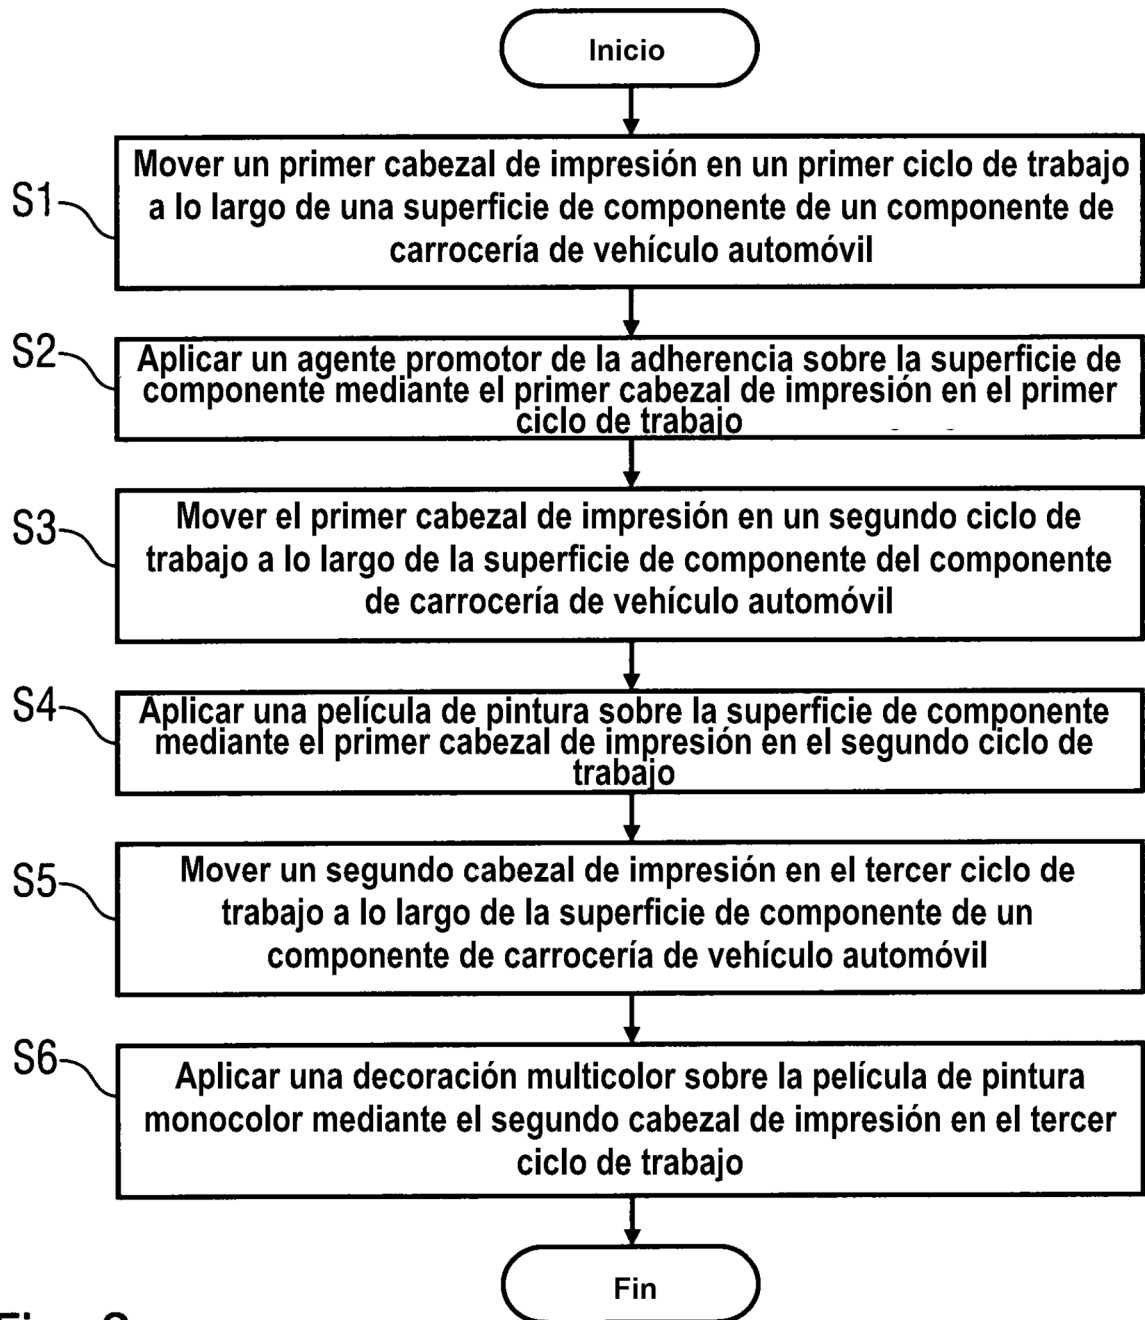 Inicio
S1
Mover un primer cabezal de impresión en un primer ciclo de trabajo
a lo largo de una superficie de componente de un componente de
carrocería de vehículo automóvil
S2
Aplicar un agente promotor de la adherencia sobre la superficie de
componente mediante el primer cabezal de impresión en el primer
ciclo de trabajo
S3
Mover el primer cabezal de impresión en un segundo ciclo de
trabajo a lo largo de la superficie de componente del componente
de carrocería de vehículo automóvil
S4
Aplicar una película de pintura sobre la superficie de componente
mediante el primer cabezal de impresión en el segundo ciclo de
trabajo
S5
Mover un segundo cabezal de impresión en el tercer ciclo de
trabajo a lo largo de la superficie de componente de un
componente de carrocería de vehículo automóvil
S6
Aplicar una decoración multicolor sobre la película de pintura
monocolor mediante el segundo cabezal de impresión en el tercer
ciclo de trabajo
Fin